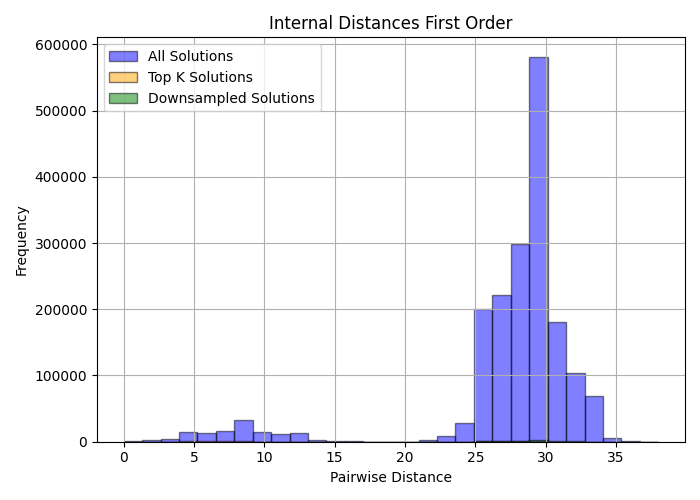 Internal Distances First Order
All Solutions
Top K Solutions
Downsampled Solutions
600000
500000
400000
300000
200000
100000
0
Frequency
0 5 10 15 20 25 30 35
Pairwise Distance